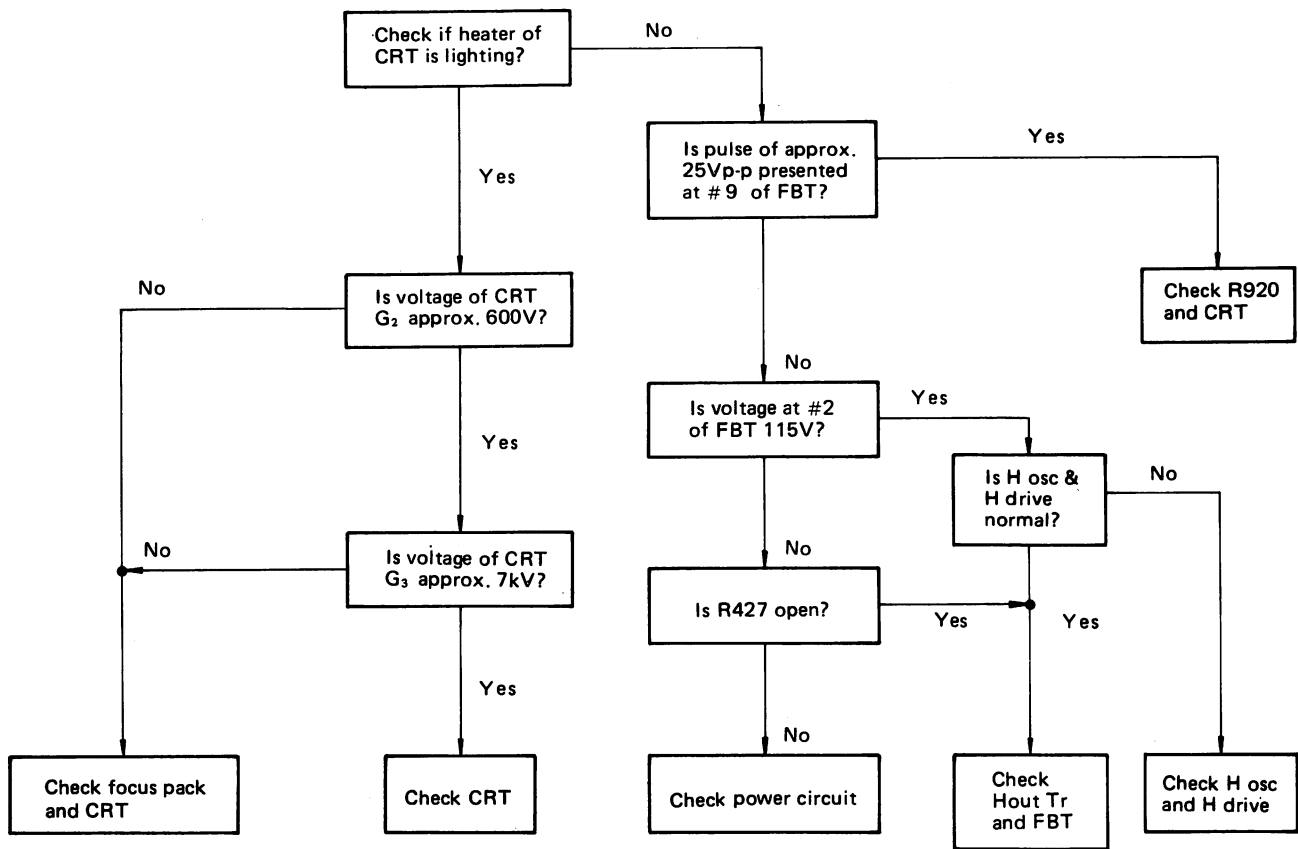 Check if heater of
CRT is lighting?
No
Is pulse of approx.
25Vp-p presented
at #9 of FBT?
Yes
Yes
Check R920
and CRT
No
Is voltage of CRT
G₂ approx. 600V?
No
Is voltage at #2
of FBT 115V?
Yes
Yes
Is H osc &
H drive
normal?
No
No
Is voltage of CRT
G₃ approx. 7kV?
No
Is R427 open?
Yes
Yes
Yes
No
Check focus pack
and CRT
Check CRT
Check power circuit
Check
Hout Tr
and FBT
Check H osc
and H drive